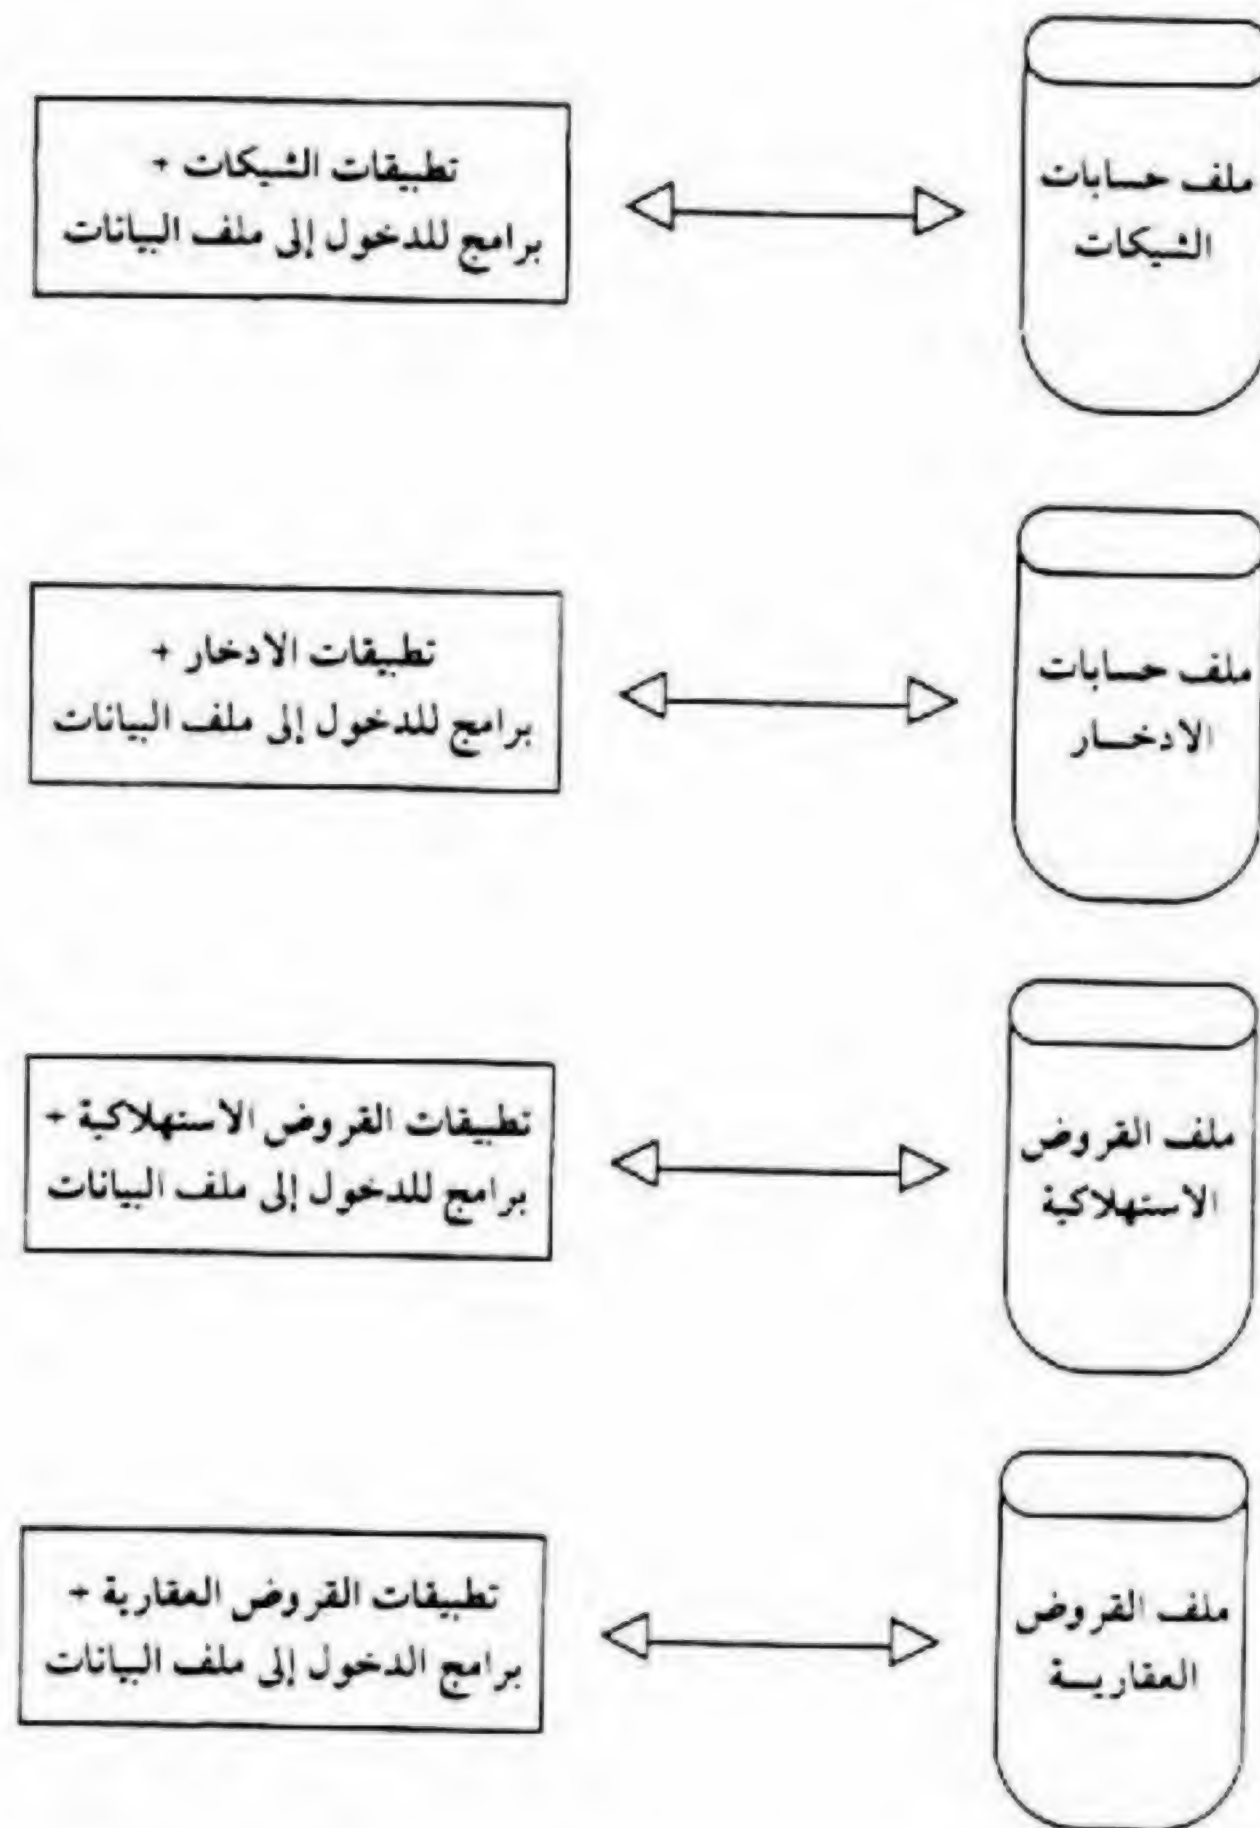 ملف حسابات
الشيكات
تطبيقات الشيكات +
برامج للدخول إلى ملف البيانات
ملف حسابات
الادخـــار
تطبيقات الادخار +
برامج للدخول إلى ملف البيانات
ملف القروض
الاستهلاكية
تطبيقات القروض الاستهلاكية +
برامج للدخول إلى ملف البيانات
ملف القروض
العقاريـــة
تطبيقات القروض العقارية +
برامج الدخول إلى ملف البيانات